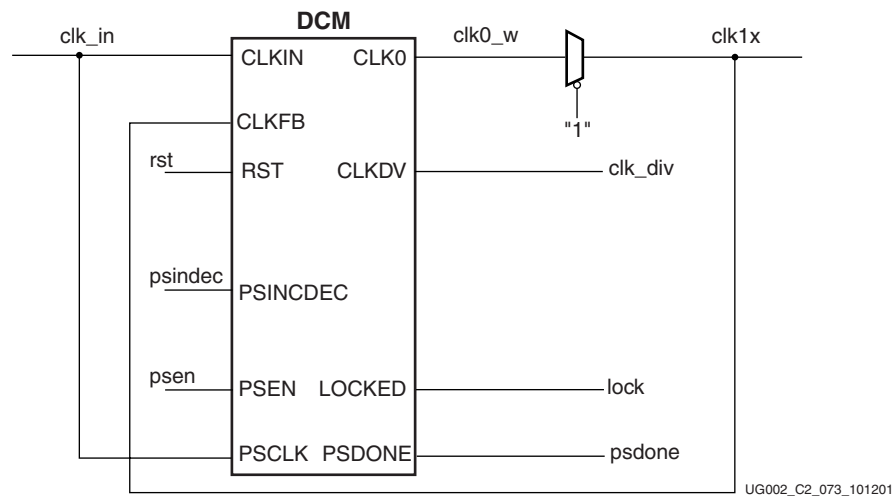 DCM
clk_in
clk0_w
clk1x
CLKIN
CLK0
CLKFB
"1"
rst
RST
CLKDV
clk_div
psindec
PSINCDEC
psen
PSEN
LOCKED
lock
PSCLK
PSDONE
psdone
UG002_C2_073_101201